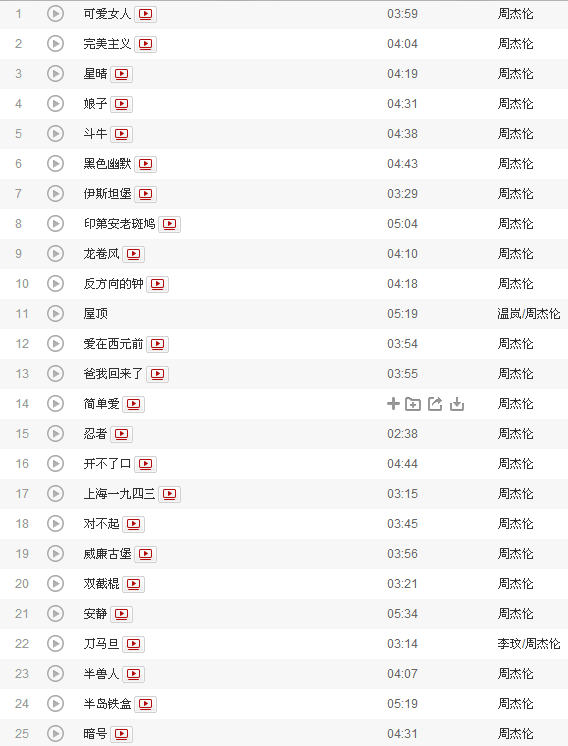 1 可爱女人 03:59 周杰伦
2 完美主义 04:04 周杰伦
3 星晴 04:19 周杰伦
4 娘子 04:31 周杰伦
5 斗牛 04:38 周杰伦
6 黑色幽默 04:43 周杰伦
7 伊斯坦堡 03:29 周杰伦
8 印第安老斑鸠 05:04 周杰伦
9 龙卷风 04:10 周杰伦
10 反方向的钟 04:18 周杰伦
11 屋顶 05:19 温岚/周杰伦
12 爱在西元前 03:54 周杰伦
13 爸我回来了 03:55 周杰伦
14 简单爱 周杰伦
15 忍者 02:38 周杰伦
16 开不了口 04:44 周杰伦
17 上海一九四三 03:15 周杰伦
18 对不起 03:45 周杰伦
19 威廉古堡 03:56 周杰伦
20 双截棍 03:21 周杰伦
21 安静 05:34 周杰伦
22 刀马旦 03:14 李玟/周杰伦
23 半兽人 04:07 周杰伦
24 半岛铁盒 05:19 周杰伦
25 暗号 04:31 周杰伦